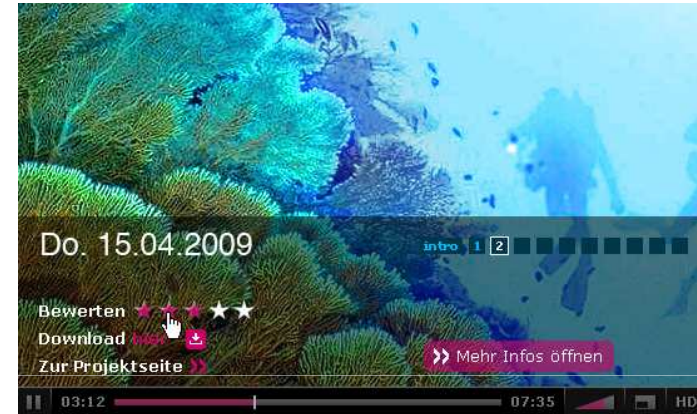 Do. 15.04.2009
intro 1 2
Bewerten
Download hier
Zur Projektseite
Mehr Infos öffnen
03:12 07:35 HD